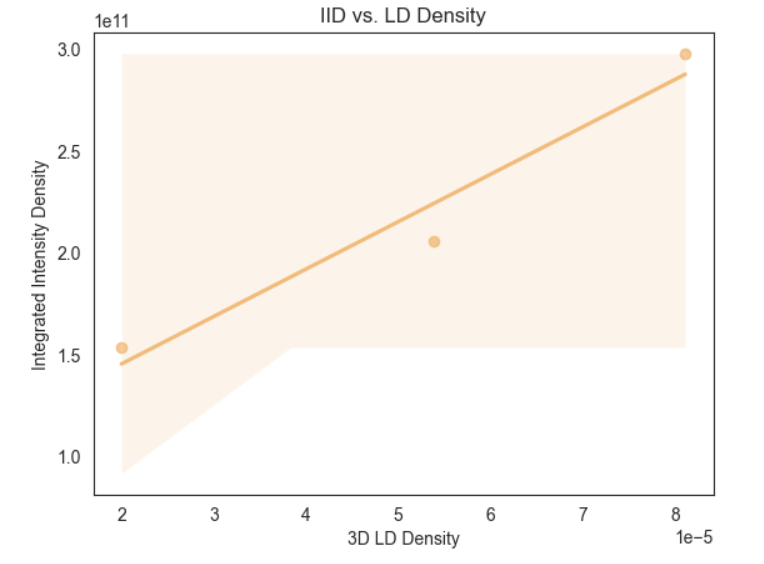 IID vs. LD Density
1e11
3.0
2.5
2.0
1.5
1.0
Integrated Intensity Density
2 3 4 5 6 7 8
1e−5
3D LD Density